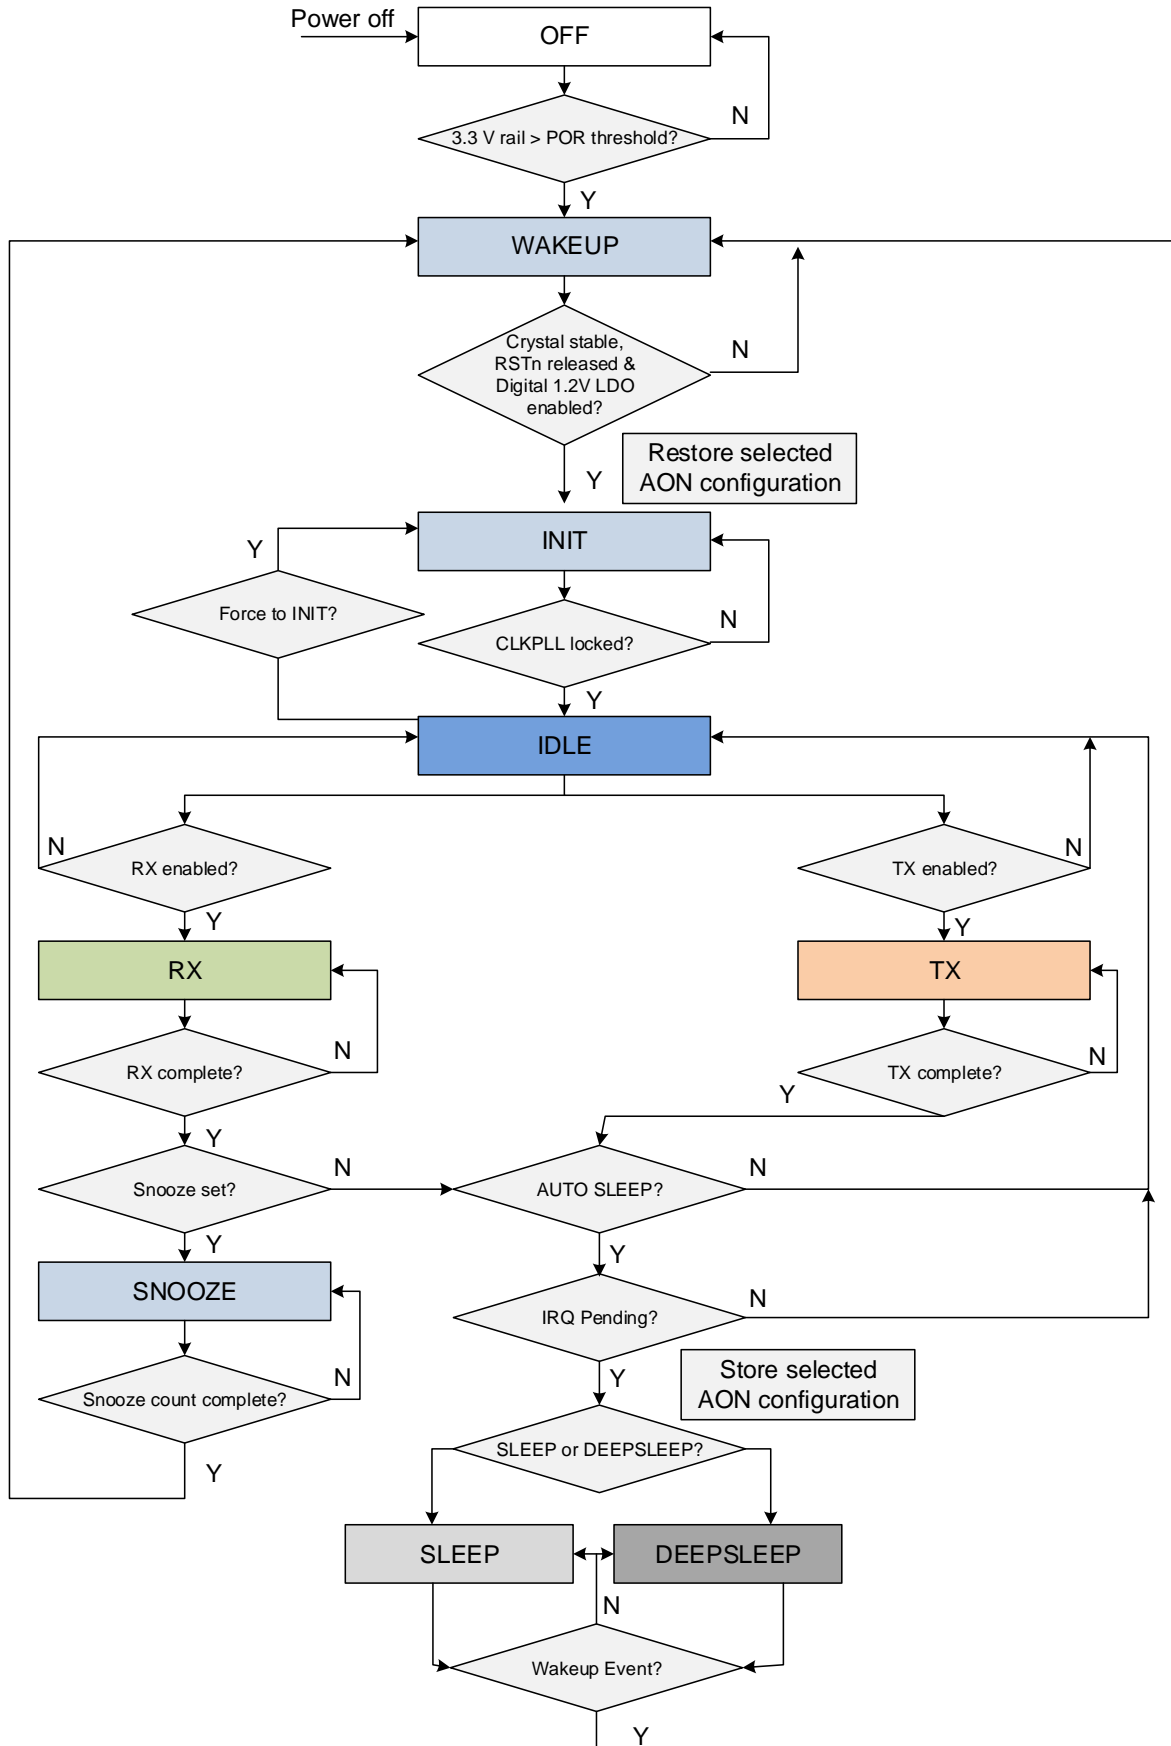 Power off
OFF
N
3.3 V rail > POR threshold?
Y
WAKEUP
Crystal stable,
RSTn released &
Digital 1.2V LDO
enabled?
N
Restore selected
AON configuration
Y
INIT
Y
Force to INIT?
N
CLKPLL locked?
Y
IDLE
N
RX enabled?
TX enabled?
N
Y
Y
RX
TX
RX complete?
N
TX complete?
N
Y
Y
Snooze set?
N
AUTO SLEEP?
N
Y
Y
SNOOZE
IRQ Pending?
N
Snooze count complete?
N
Y
Store selected
AON configuration
SLEEP or DEEPSLEEP?
Y
SLEEP
DEEPSLEEP
N
Wakeup Event?
Y